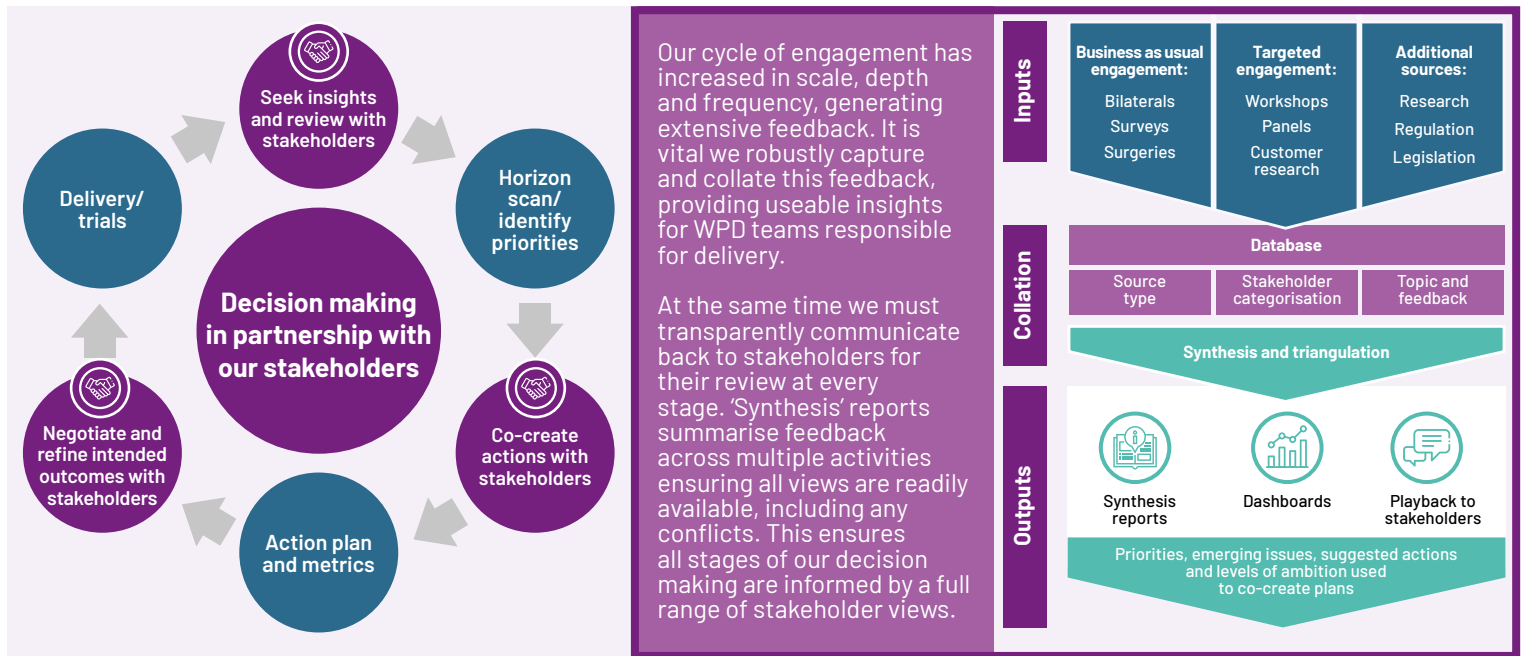 Seek insights
and review with
stakeholders
Horizon
scan/
identify
priorities
Co-create
actions with
stakeholders
Action plan
and metrics
Negotiate and
refine intended
outcomes with
stakeholders
Delivery/
trials
Decision making
in partnership with
our stakeholders
Our cycle of engagement has
increased in scale, depth
and frequency, generating
extensive feedback. It is
vital we robustly capture
and collate this feedback,
providing useable insights
for WPD teams responsible
for delivery.
At the same time we must
transparently communicate
back to stakeholders for
their review at every
stage. ‘Synthesis’ reports
summarise feedback
across multiple activities
ensuring all views are readily
available, including any
conflicts. This ensures
all stages of our decision
making are informed by a full
range of stakeholder views.
Inputs
Business as usual
engagement:
Bilaterals
Surveys
Surgeries
Targeted
engagement:
Workshops
Panels
Customer
research
Additional
sources:
Research
Regulation
Legislation
Collation
Database
Source
type
Stakeholder
categorisation
Topic and
feedback
Synthesis and triangulation
Outputs
Synthesis
reports
Dashboards
Playback to
stakeholders
Priorities, emerging issues, suggested actions
and levels of ambition used
to co-create plans